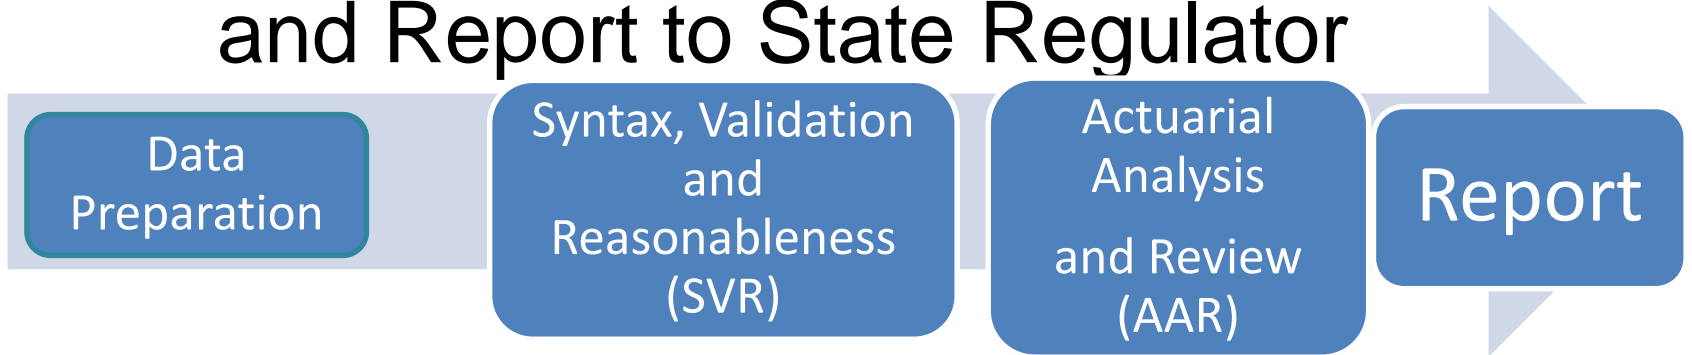 and Report to State Regulator
Data
Preparation
Syntax, Validation
and
Reasonableness
(SVR)
Actuarial
Analysis
and Review
(AAR)
Report